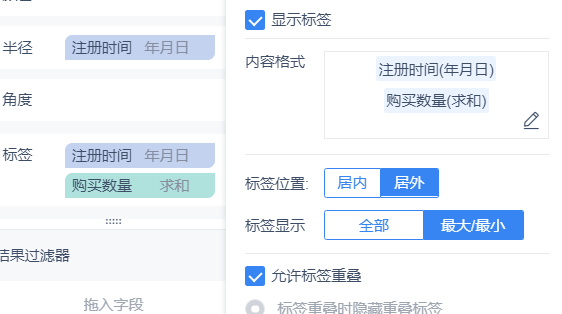 半径
注册时间 年月日
角度
标签
注册时间 年月日
购买数量 求和
结果过滤器
拖入字段
显示标签
内容格式
注册时间(年月日)
购买数量(求和)
标签位置:
居内
居外
标签显示
全部
最大/最小
允许标签重叠
标签重叠时隐藏重叠标签